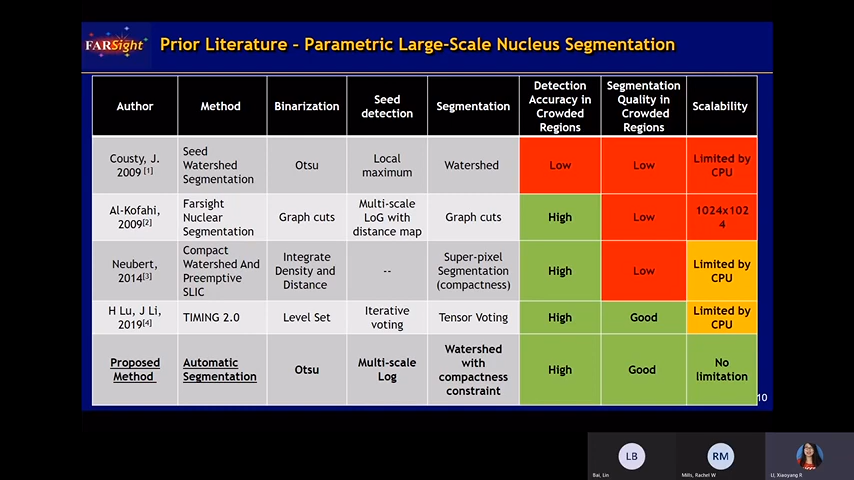 FARSight
Prior Literature - Parametric Large-Scale Nucleus Segmentation
Author
Method
Binarization
Seed
detection
Segmentation
Detection
Accuracy in
Crowded
Regions
Segmentation
Quality in
Crowded
Regions
Scalability
Cousty, J.
2009 [1]
Seed
Watershed
Segmentation
Otsu
Local
maximum
Watershed
Low
Low
Limited by
CPU
Al-Kofahi,
2009[2]
Farsight
Nuclear
Segmentation
Graph cuts
Multi-scale
LoG with
distance map
Graph cuts
High
Low
1024x102
4
Neubert,
2014[3]
Compact
Watershed And
Preemptive
SLIC
Integrate
Density and
Distance
--
Super-pixel
Segmentation
(compactness)
High
Low
Limited by
CPU
H Lu, J Li,
2019[4]
TIMING 2.0
Level Set
Iterative
voting
Tensor Voting
High
Good
Limited by
CPU
Proposed
Method
Automatic
Segmentation
Otsu
Multi-scale
Log
Watershed
with
compactness
constraint
High
Good
No
limitation
10
LB
Bai, Lin
RM
Mills, Rachel W
LI, Xiaoyang R